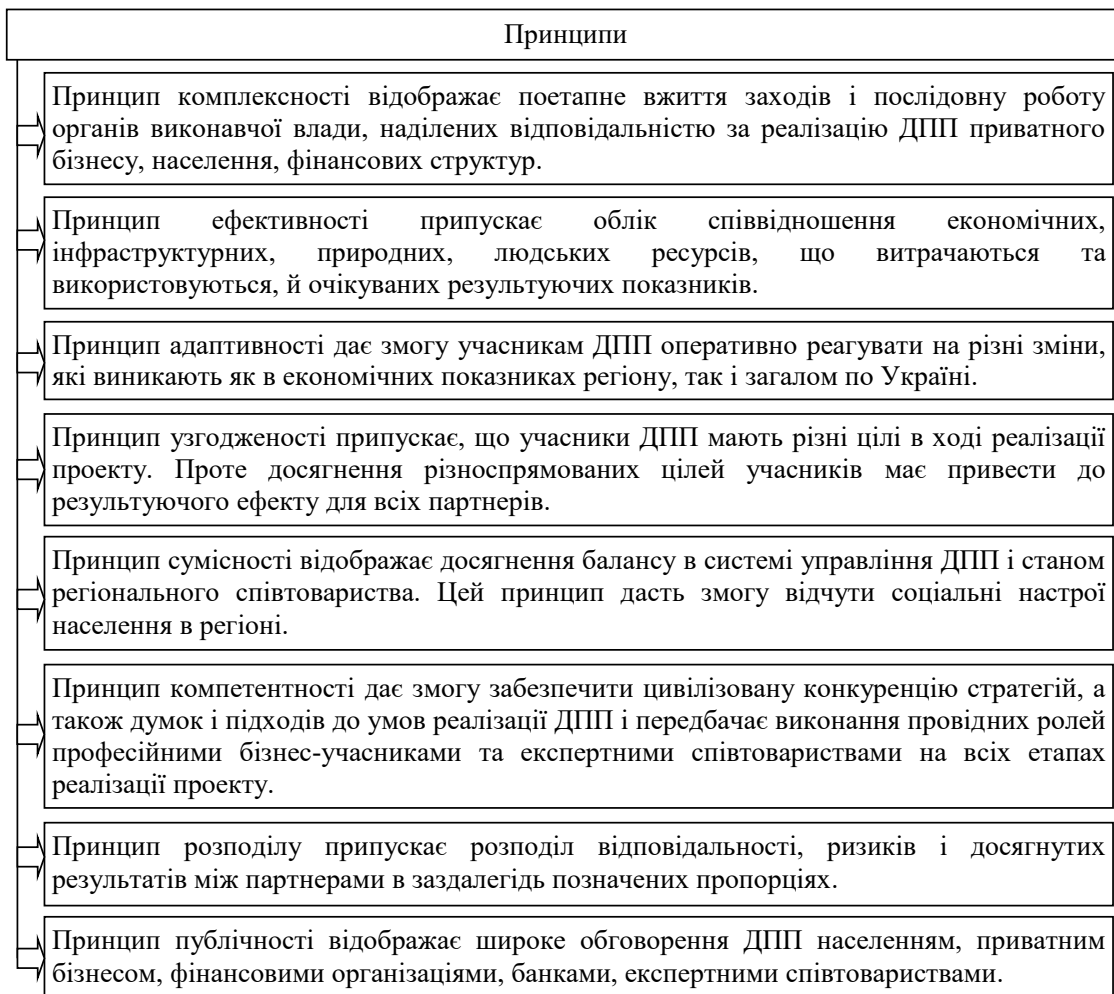 Принципи
Принцип комплексності відображає поетапне вжиття заходів і послідовну роботу
органів виконавчої влади, наділених відповідальністю за реалізацію ДПП приватного
бізнесу, населення, фінансових структур.
Принцип ефективності припускає облік співвідношення економічних,
інфраструктурних, природних, людських ресурсів, що витрачаються та
використовуються, й очікуваних результуючих показників.
Принцип адаптивності дає змогу учасникам ДПП оперативно реагувати на різні зміни,
які виникають як в економічних показниках регіону, так і загалом по Україні.
Принцип узгодженості припускає, що учасники ДПП мають різні цілі в ході реалізації
проекту. Проте досягнення різноспрямованих цілей учасників має привести до
результуючого ефекту для всіх партнерів.
Принцип сумісності відображає досягнення балансу в системі управління ДПП і станом
регіонального співтовариства. Цей принцип дасть змогу відчути соціальні настрої
населення в регіоні.
Принцип компетентності дає змогу забезпечити цивілізовану конкуренцію стратегій, а
також думок і підходів до умов реалізації ДПП і передбачає виконання провідних ролей
професійними бізнес-учасниками та експертними співтовариствами на всіх етапах
реалізації проекту.
Принцип розподілу припускає розподіл відповідальності, ризиків і досягнутих
результатів між партнерами в заздалегідь позначених пропорціях.
Принцип публічності відображає широке обговорення ДПП населенням, приватним
бізнесом, фінансовими організаціями, банками, експертними співтовариствами.